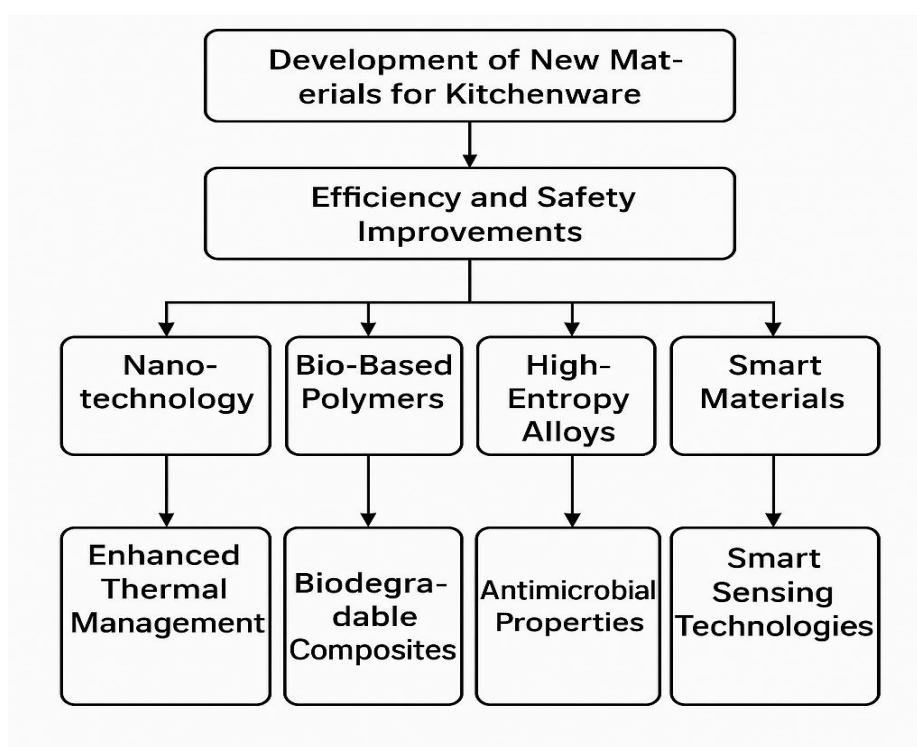 Development of New Mat-
erials for Kitchenware
Efficiency and Safety
Improvements
Nano-
technology
Bio-Based
Polymers
High-
Entropy
Alloys
Smart
Materials
Enhanced
Thermal
Management
Biodegra-
dable
Composites
Antimicrobial
Properties
Smart
Sensing
Technologies